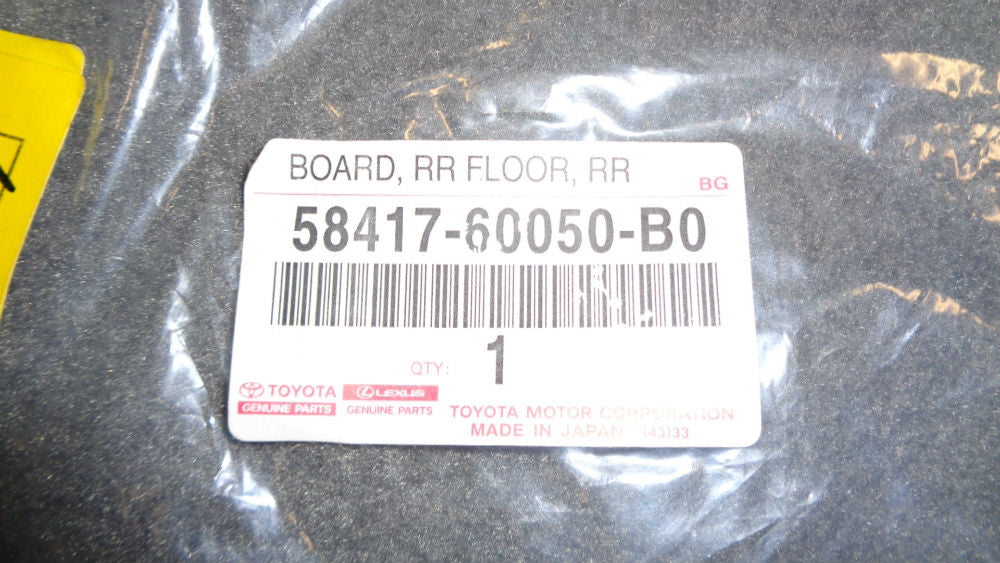 BOARD, RR FLOOR, RR
BG
58417-60050-B0
QTY: 1
TOYOTA LEXUS
GENUINE PARTS GENUINE PARTS
TOYOTA MOTOR CORPORATION
MADE IN JAPAN (43)33